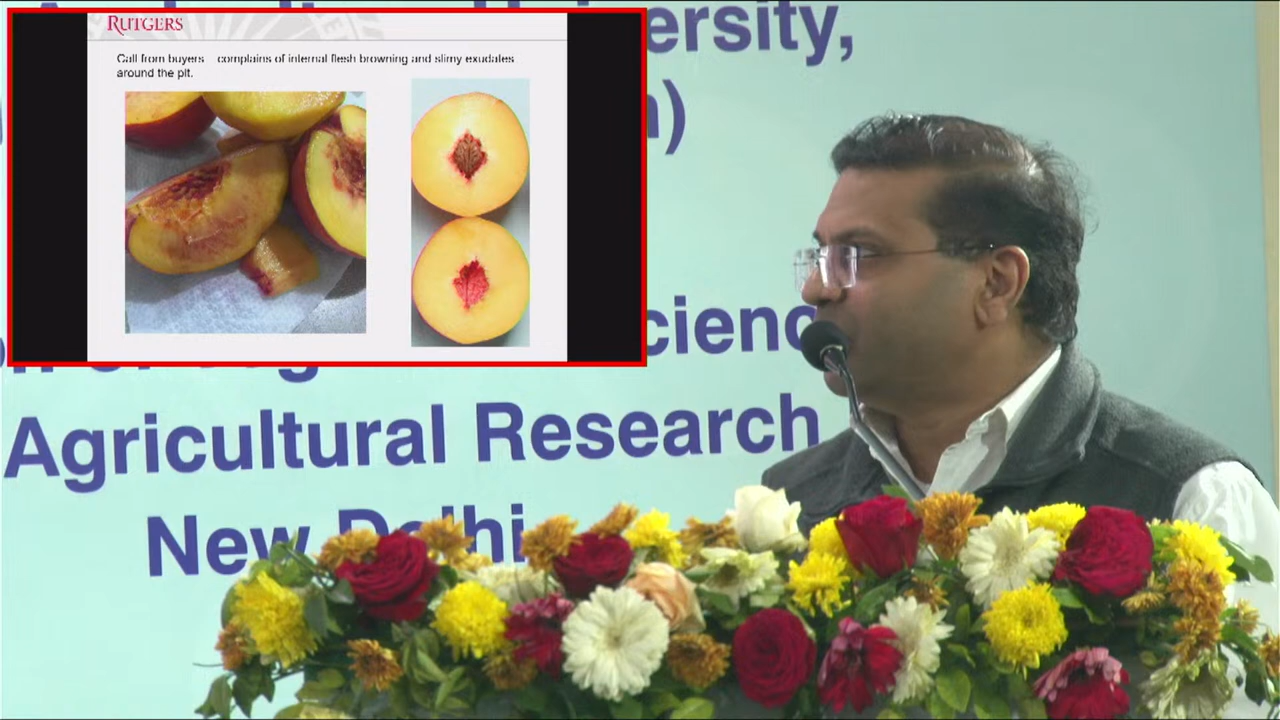 RUTGERS
Call from buyers – complains of internal flesh browning and slimy exudates
around the pit.
ersity,
)
cienc
Agricultural Research
New Delhi